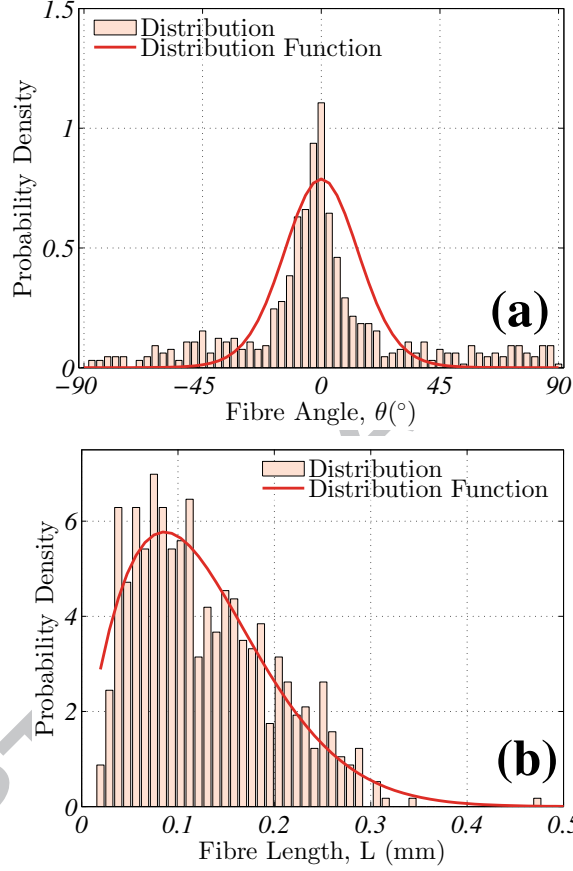 1.5
Distribution
Distribution Function
1
0.5
0
Probability Density
(a)
−90 −45 0 45 90
Fibre Angle, θ(°)
Distribution
Distribution Function
6
4
2
0
Probability Density
(b)
0 0.1 0.2 0.3 0.4 0.5
Fibre Length, L (mm)